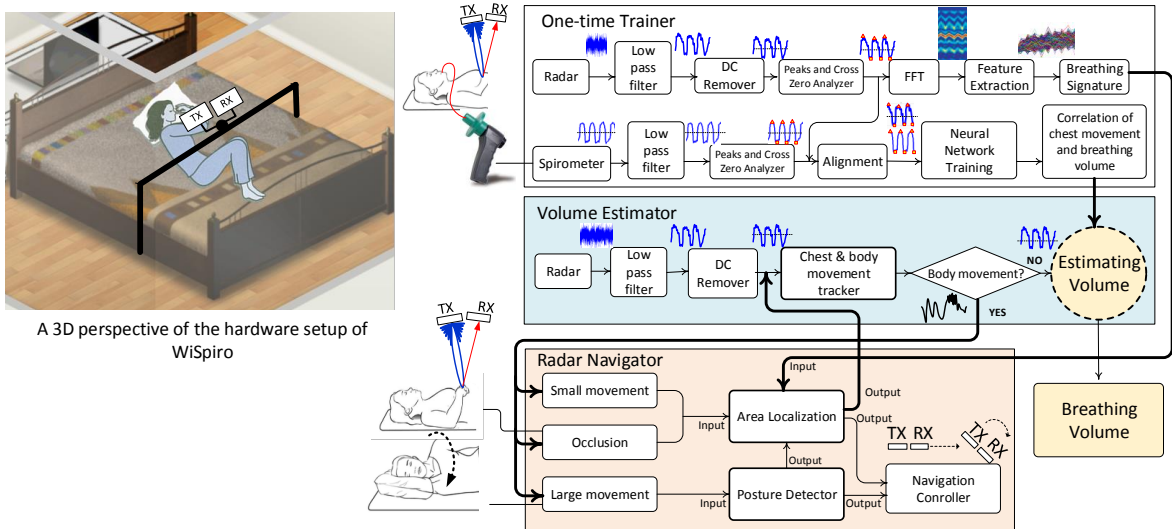 TX
RX
A 3D perspective of the hardware setup of
WiSpiro
TX
RX
One-time Trainer
Radar
Low
pass
filter
DC
Remover
Peaks and Cross
Zero Analyzer
FFT
Feature
Extraction
Breathing
Signature
Spirometer
Low
pass
filter
Peaks and Cross
Zero Analyzer
Alignment
Neural
Network
Training
Correlation of
chest movement
and breathing
volume
Volume Estimator
Radar
Low
pass
filter
DC
Remover
Chest & body
movement
tracker
Body movement?
NO
YES
Estimating
Volume
Breathing
Volume
TX
RX
Radar Navigator
Small movement
Occlusion
Large movement
Input
Input
Input
Area Localization
Output
Output
Output
Posture Detector
Output
TX RX
TX RX
Navigation
Conroller